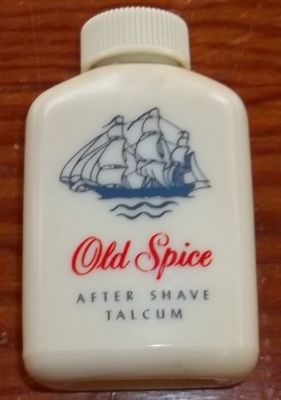 Old Spice
AFTER SHAVE
TALCUM